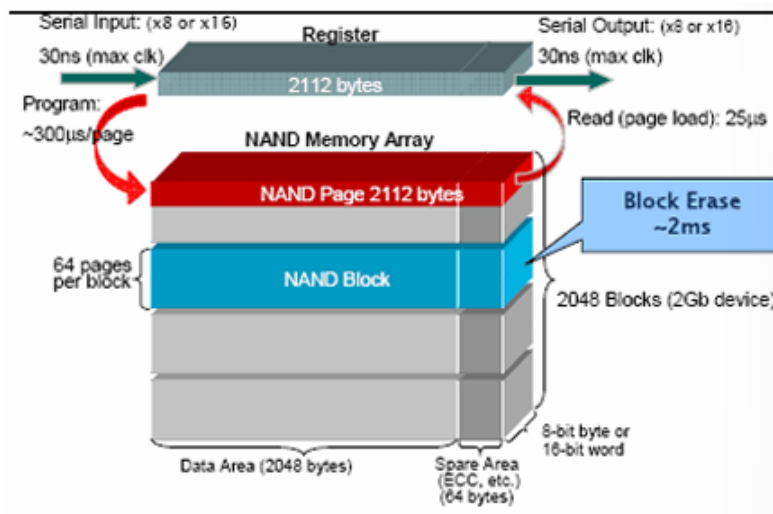 Serial Input: (x8 or x16)
30ns (max clk)
Register
Serial Output: (x8 or x16)
30ns (max clk)
2112 bytes
Program:
~300μs/page
Read (page load): 25μs
NAND Memory Array
NAND Page 2112 bytes
Block Erase
~2ms
64 pages
per block
NAND Block
2048 Blocks (2Gb device)
8-bit byte or
16-bit word
Data Area (2048 bytes)
Spare Area
(ECC, etc.)
(64 bytes)